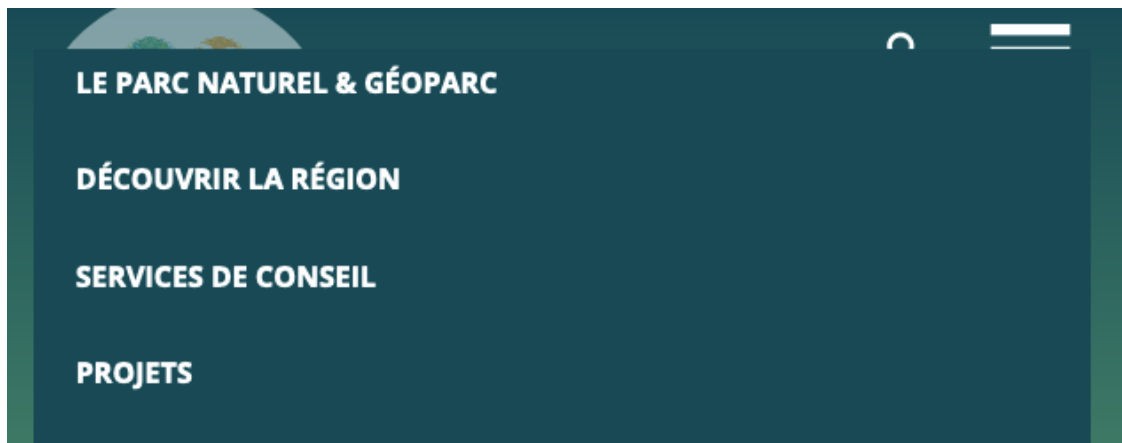 LE PARC NATUREL & GÉOPARC
DÉCOUVRIR LA RÉGION
SERVICES DE CONSEIL
PROJETS